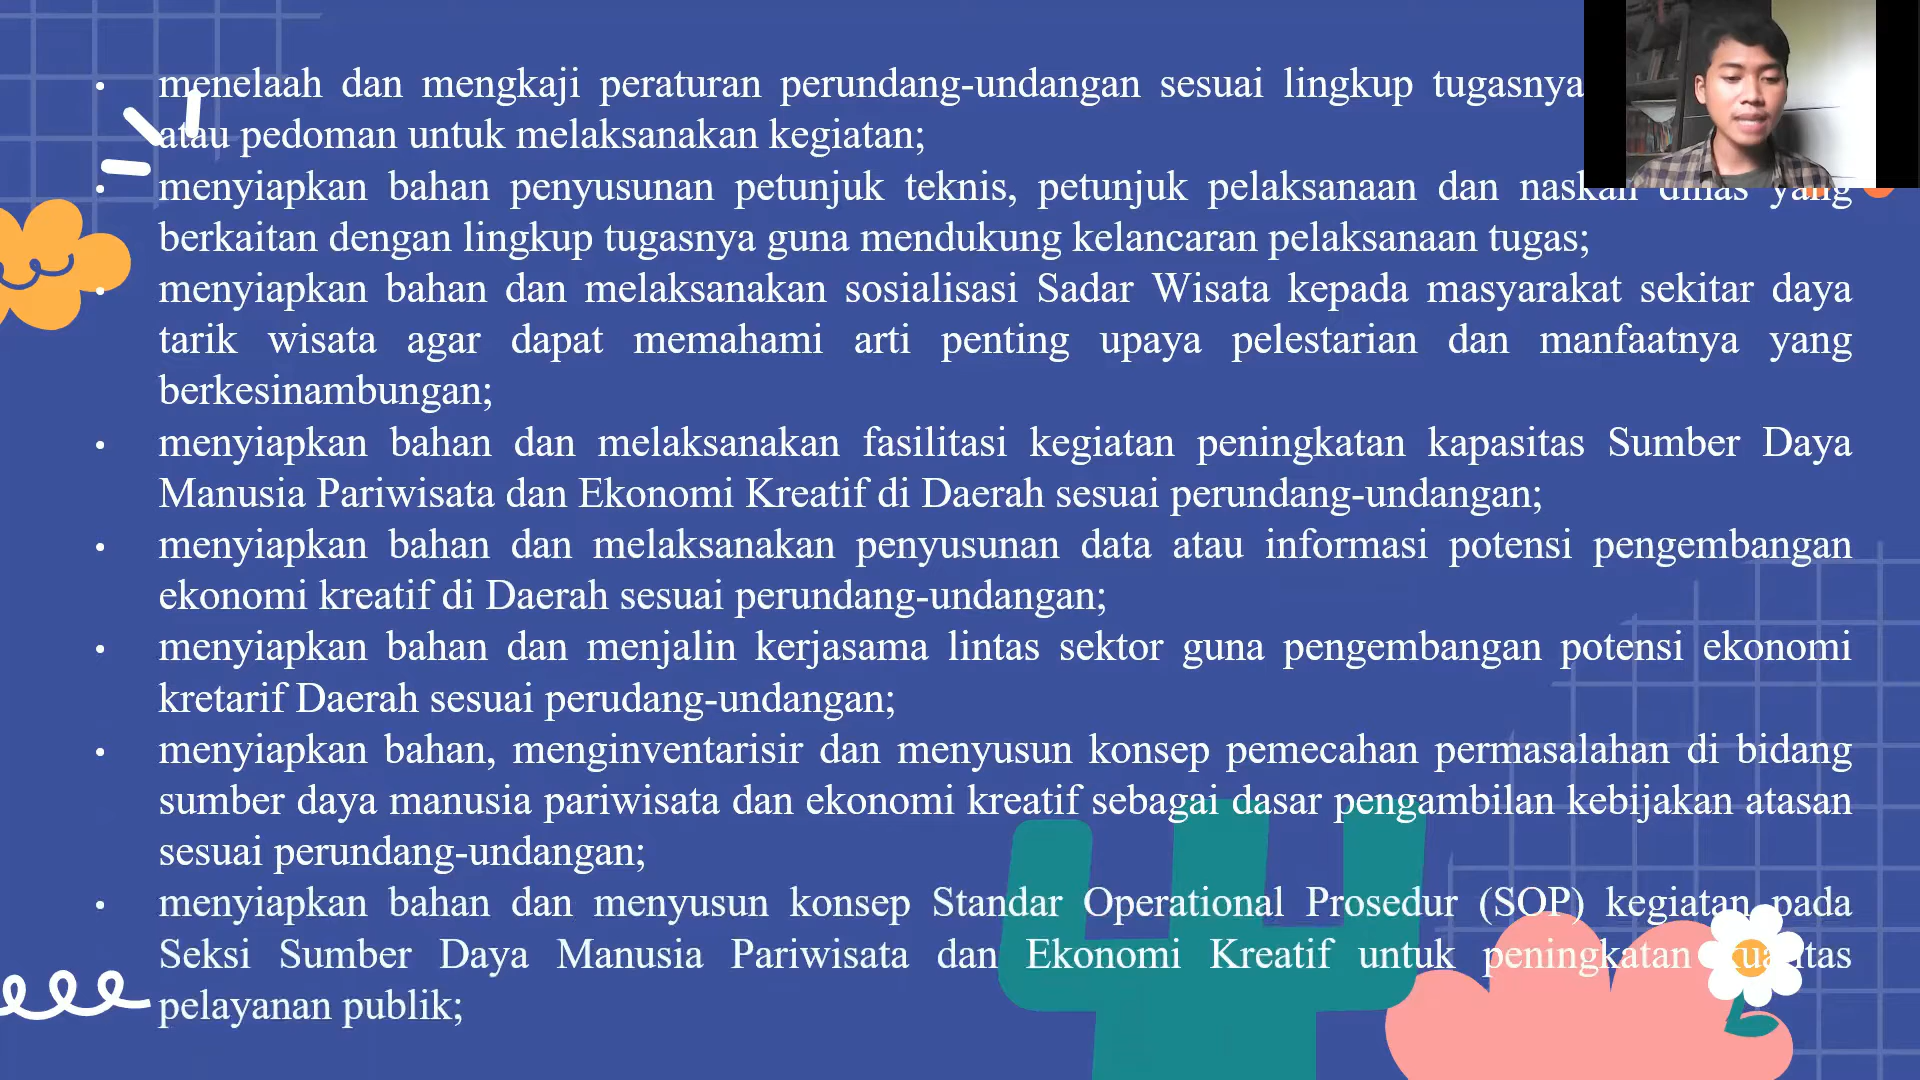 menelaah dan mengkaji peraturan perundang-undangan sesuai lingkup tugasnya
atau pedoman untuk melaksanakan kegiatan;
menyiapkan bahan penyusunan petunjuk teknis, petunjuk pelaksanaan dan naskah dinas yang
berkaitan dengan lingkup tugasnya guna mendukung kelancaran pelaksanaan tugas;
menyiapkan bahan dan melaksanakan sosialisasi Sadar Wisata kepada masyarakat sekitar daya
tarik wisata agar dapat memahami arti penting upaya pelestarian dan manfaatnya yang
berkesinambungan;
menyiapkan bahan dan melaksanakan fasilitasi kegiatan peningkatan kapasitas Sumber Daya
Manusia Pariwisata dan Ekonomi Kreatif di Daerah sesuai perundang-undangan;
menyiapkan bahan dan melaksanakan penyusunan data atau informasi potensi pengembangan
ekonomi kreatif di Daerah sesuai perundang-undangan;
menyiapkan bahan dan menjalin kerjasama lintas sektor guna pengembangan potensi ekonomi
kretarif Daerah sesuai perudang-undangan;
menyiapkan bahan, menginventarisir dan menyusun konsep pemecahan permasalahan di bidang
sumber daya manusia pariwisata dan ekonomi kreatif sebagai dasar pengambilan kebijakan atasan
sesuai perundang-undangan;
menyiapkan bahan dan menyusun konsep Standar Operational Prosedur (SOP) kegiatan pada
Seksi Sumber Daya Manusia Pariwisata dan Ekonomi Kreatif untuk peningkatan kualitas
pelayanan publik;